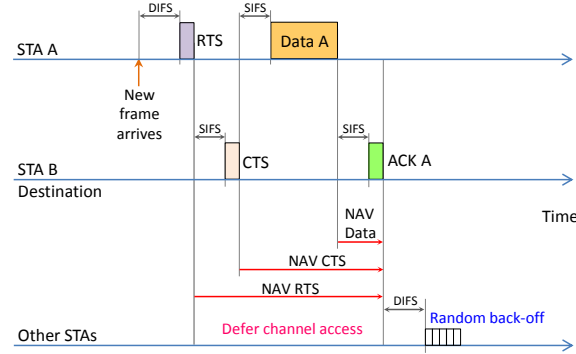 DIFS
SIFS
STA A
RTS
Data A
New
frame
arrives
SIFS
SIFS
STA B
CTS
ACK A
Destination
NAV
Data
Time
NAV CTS
NAV RTS
DIFS
Random back-off
Other STAs
Defer channel access